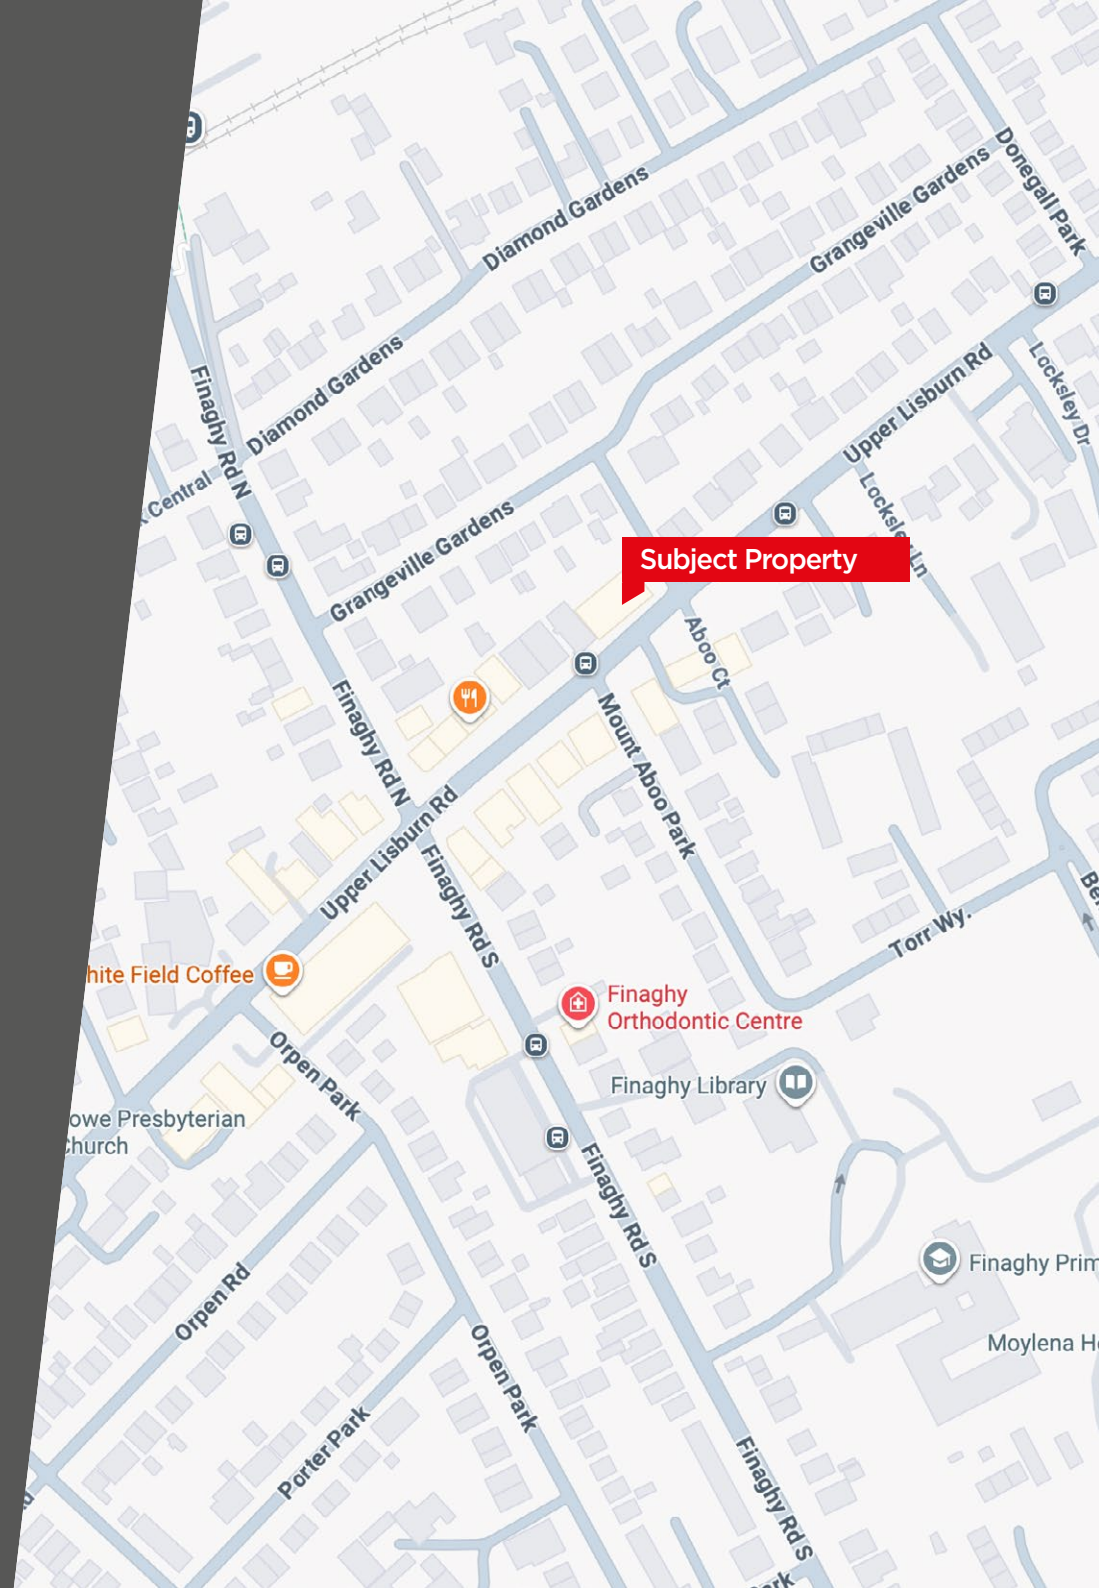 Donegall Park
Diamond Gardens
Grangeville Gardens
Upper Lisburn Rd
Locksley Dr
Diamond Gardens
Finaghy Rd N
Central
Grangeville Gardens
Subject Property
Aboo Ct
Finaghy Rd N
Mount Aboo Park
Upper Lisburn Rd
Finaghy Rd S
Torr Wy.
hite Field Coffee
Finaghy
Orthodontic Centre
Orpen Park
Finaghy Library
owe Presbyterian
hurch
Finaghy Rd S
Orpen Rd
Finaghy Prim
Moylena H
Orpen Park
Porter Park
Finaghy Rd S